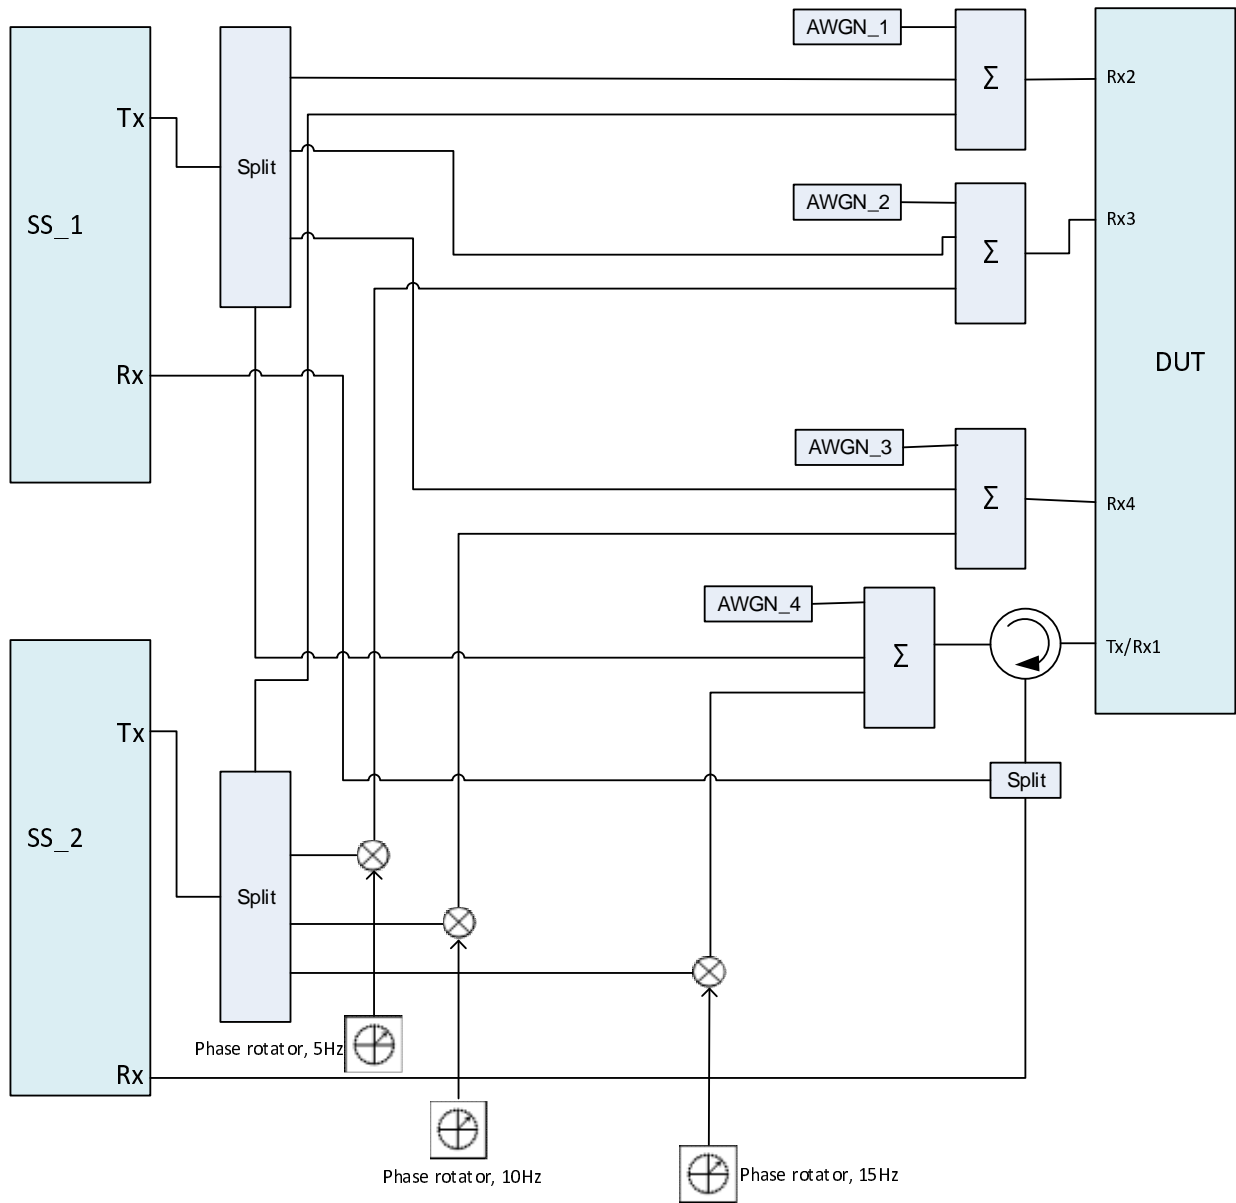 AWGN_1
Σ
Rx2
Tx
Split
SS_1
AWGN_2
Σ
Rx3
Rx
DUT
AWGN_3
Σ
Rx4
AWGN_4
Σ
Tx/Rx1
Tx
Split
SS_2
Split
Phase rotator, 5Hz
Rx
Phase rotator, 10Hz
Phase rotator, 15Hz